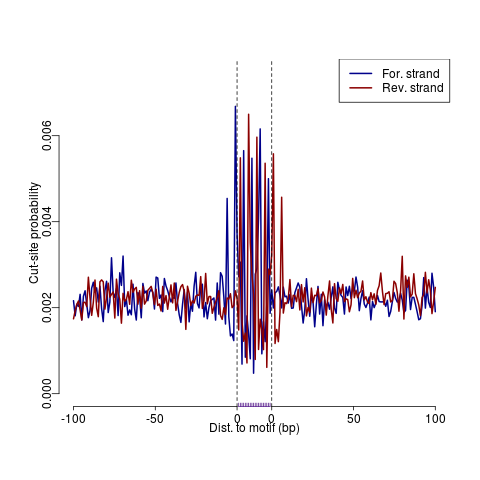 For. strand
Rev. strand
Cut-site probability
0.006
0.004
0.002
0.000
-100 -50 0 0 50 100
Dist. to motif (bp)